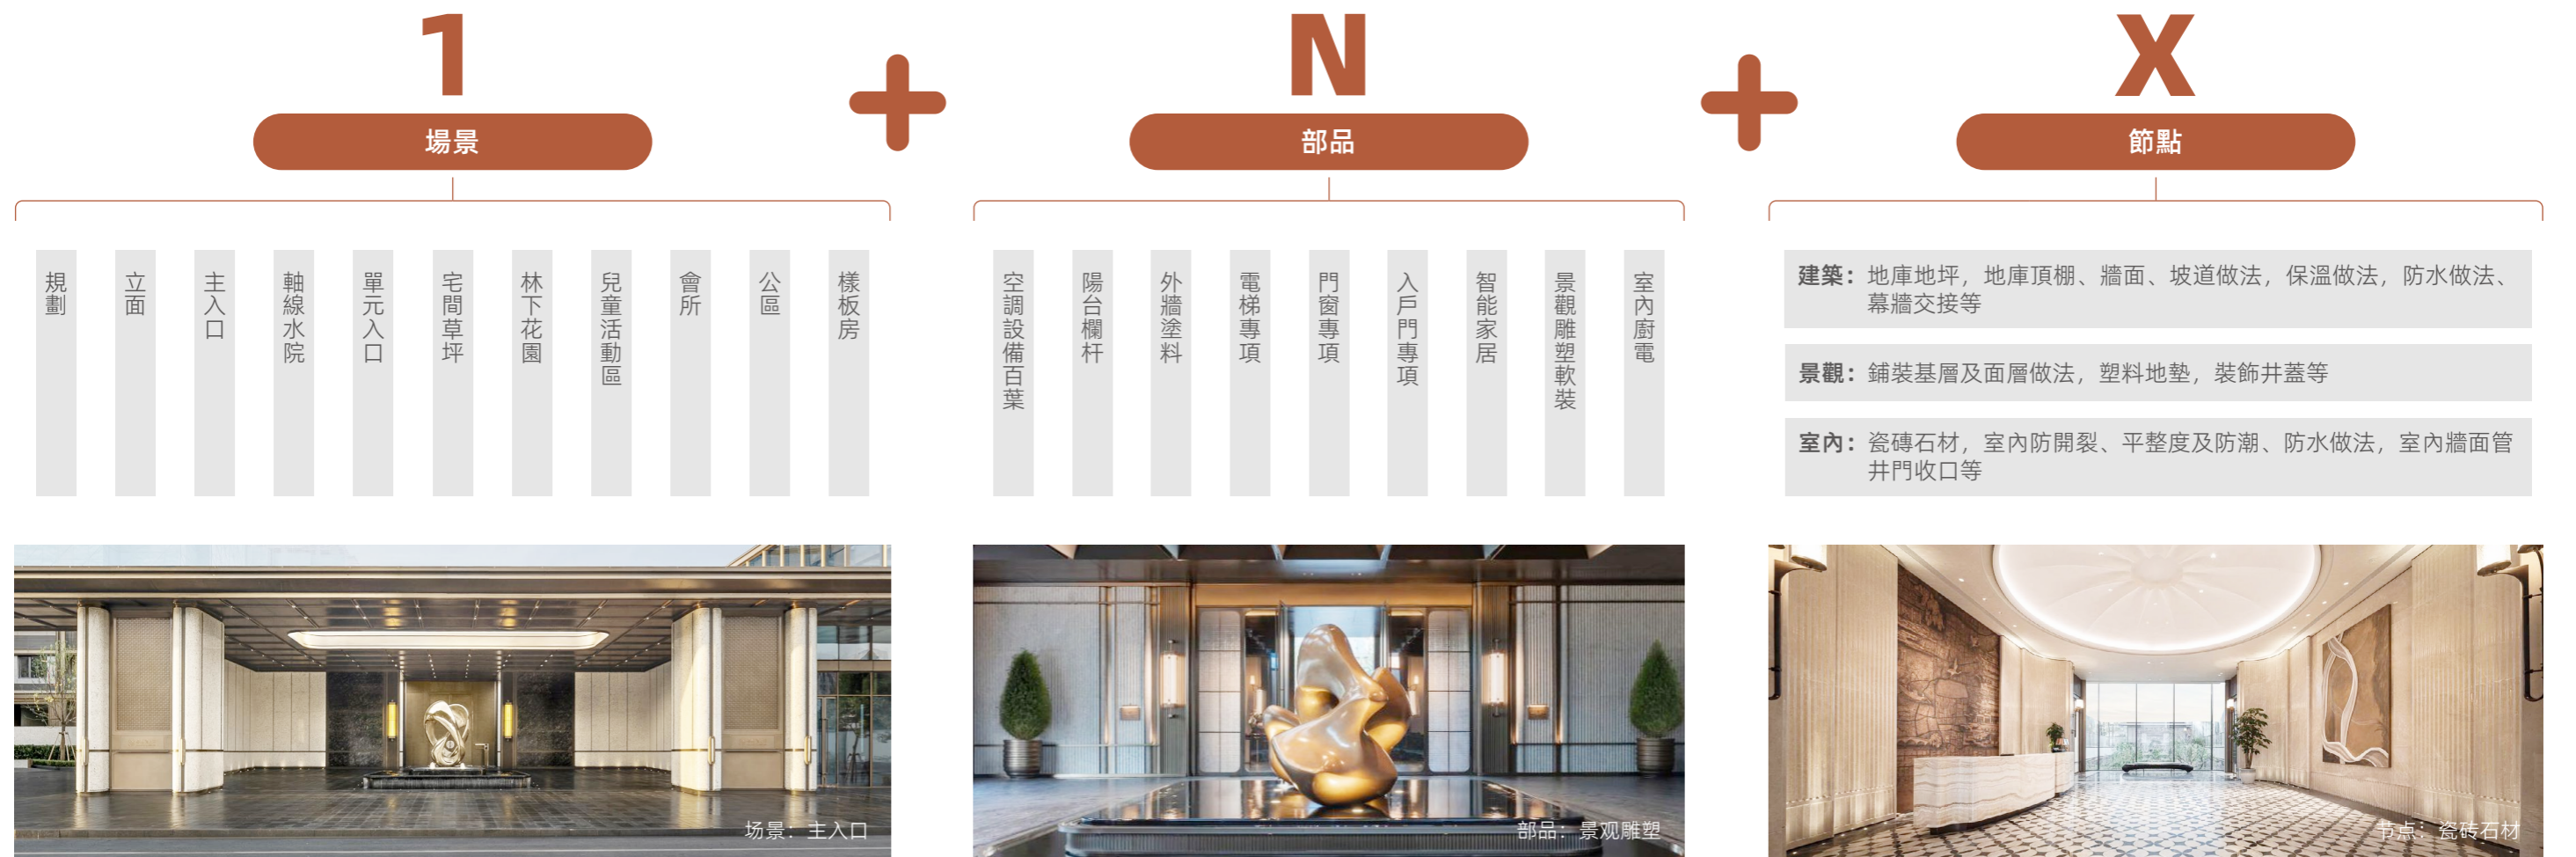 1
+
N
+
X
場景
部品
節點
規劃
立面
主入口
軸線水院
單元入口
宅間草坪
林下花園
兒童活動區
會所
公區
樣板房
空調設備百葉
陽台欄杆
外牆塗料
電梯專項
門窗專項
入戶門專項
智能家居
景觀雕塑軟裝
室內廚電
建築：地庫地坪，地庫頂棚、牆面、坡道做法，保溫做法，防水做法、
幕牆交接等
景觀：鋪裝基層及面層做法，塑料地墊，裝飾井蓋等
室內：瓷磚石材，室內防開裂、平整度及防潮、防水做法，室內牆面管
井門收口等
场景：主入口
部品：景观雕塑
节点：瓷砖石材